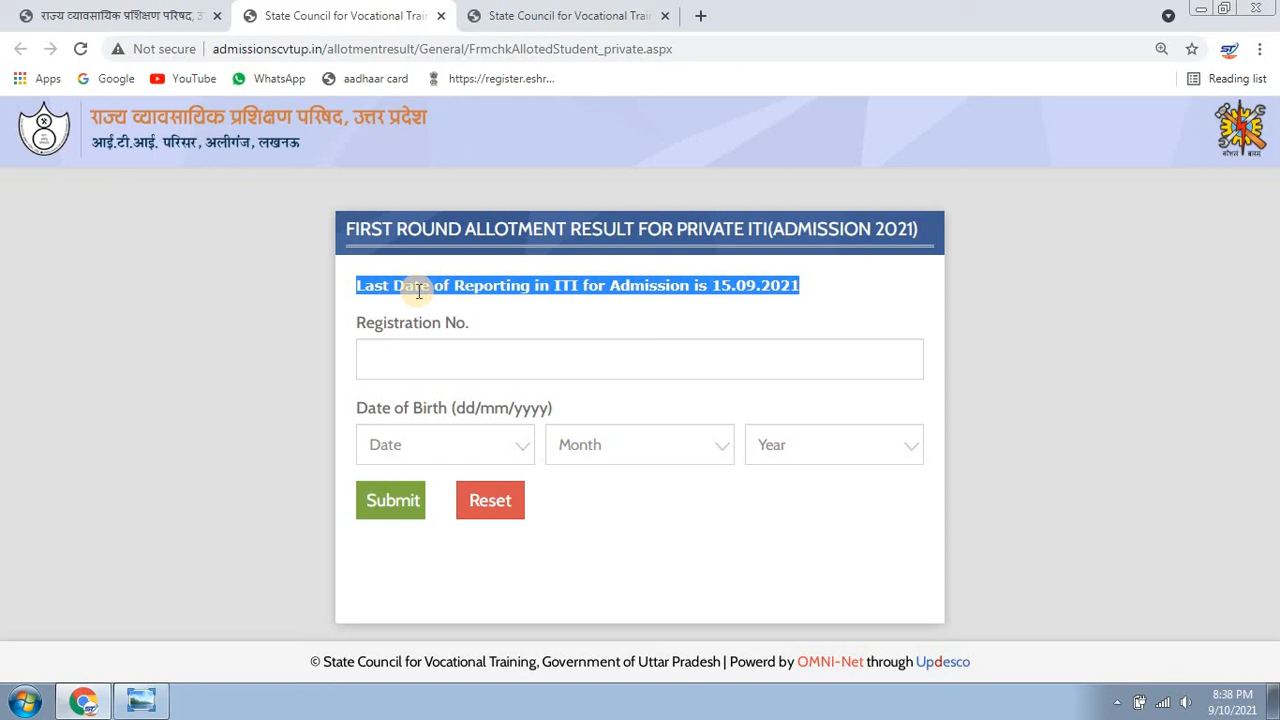 राज्य व्यावसायिक प्रशिक्षण परिषद, उ
State Council for Vocational Train
State Council for Vocational Train
Not secure
admissionscvtup.in/allotmentresult/General/FrmchkAllotedStudent_private.aspx
Apps
Google
YouTube
WhatsApp
aadhaar card
https://register.eshr...
Reading list
राज्य व्यावसायिक प्रशिक्षण परिषद, उत्तर प्रदेश
आई.टी.आई. परिसर, अलीगंज, लखनऊ
FIRST ROUND ALLOTMENT RESULT FOR PRIVATE ITI(ADMISSION 2021)
Last Date of Reporting in ITI for Admission is 15.09.2021
Registration No.
Date of Birth (dd/mm/yyyy)
Date
Month
Year
Submit
Reset
© State Council for Vocational Training, Government of Uttar Pradesh | Powerd by OMNI-Net through Updesco
8:38 PM
9/10/2021